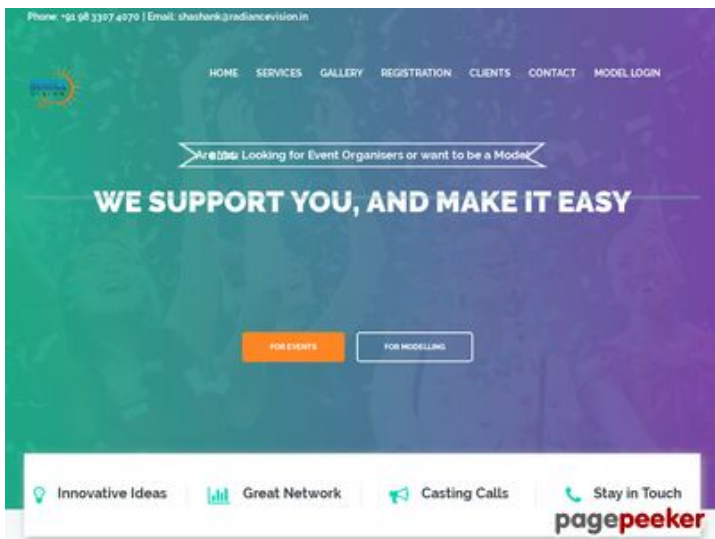 Phone: +91 98 3307 4070 | Email: shashank@radiancevision.in
HOME SERVICES GALLERY REGISTRATION CLIENTS CONTACT MODEL LOGIN
VISION
Looking for Event Organisers or want to be a Model
WE SUPPORT YOU, AND MAKE IT EASY
FOR EVENTS FOR MODELLING
Innovative Ideas Great Network Casting Calls Stay in Touch
pagepeeker